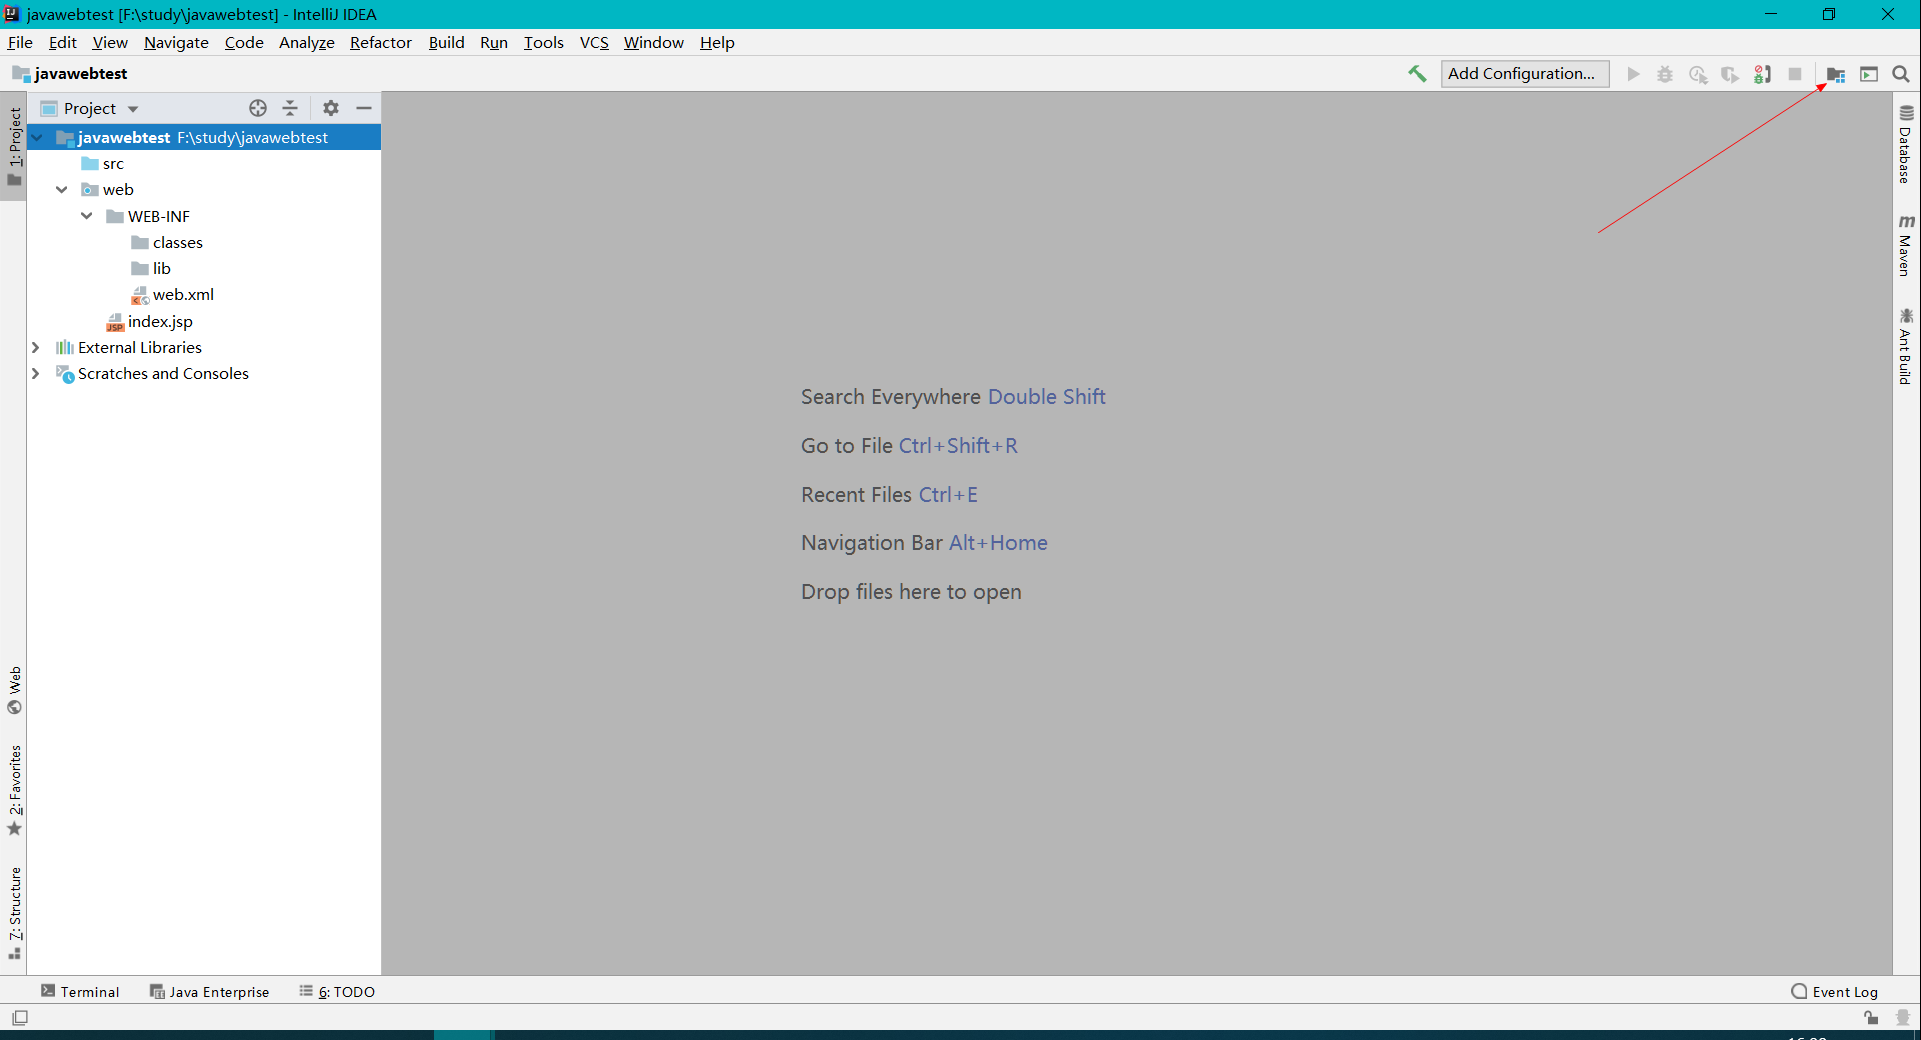 javawebtest [F:\study\javawebtest] - IntelliJ IDEA
File Edit View Navigate Code Analyze Refactor Build Run Tools VCS Window Help
javawebtest
Add Configuration...
1: Project
Project
javawebtest F:\study\javawebtest
src
web
WEB-INF
classes
lib
web.xml
JSP
index.jsp
External Libraries
Scratches and Consoles
Search Everywhere Double Shift
Go to File Ctrl+Shift+R
Recent Files Ctrl+E
Navigation Bar Alt+Home
Drop files here to open
Database
m
Maven
Ant Build
Web
2: Favorites
7: Structure
Terminal
Java Enterprise
6: TODO
Event Log